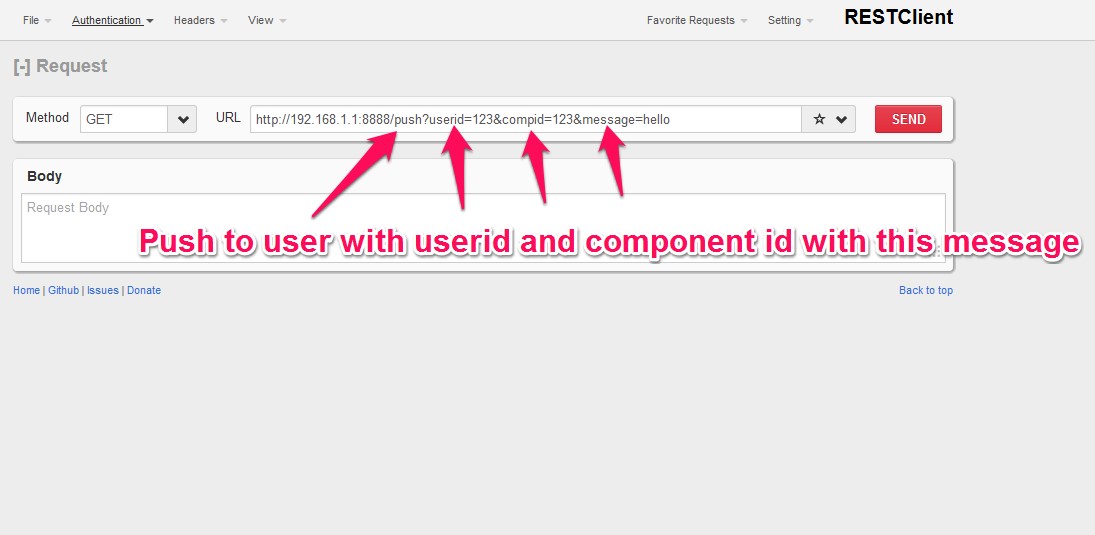 File Authentication Headers View Favorite Requests Setting RESTClient
[-] Request
Method GET URL http://192.168.1.1:8888/push?userid=123&compid=123&message=hello SEND
Body
Request Body
Push to user with userid and component id with this message
Home | Github | Issues | Donate Back to top